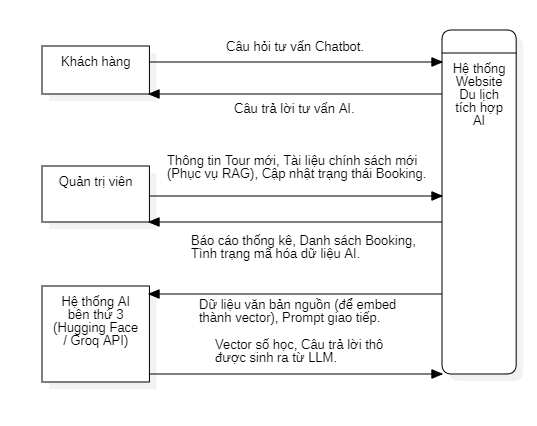 Câu hỏi tư vấn Chatbot.
Khách hàng
Hệ thống
Website
Du lịch
tích hợp
AI
Câu trả lời tư vấn AI.
Thông tin Tour mới, Tài liệu chính sách mới
(Phục vụ RAG), Cập nhật trạng thái Booking.
Quản trị viên
Báo cáo thống kê, Danh sách Booking,
Tình trạng mã hóa dữ liệu AI.
Hệ thống AI
bên thứ 3
(Hugging Face
/ Groq API)
Dữ liệu văn bản nguồn (để embed
thành vector), Prompt giao tiếp.
Vector số học, Câu trả lời thô
được sinh ra từ LLM.